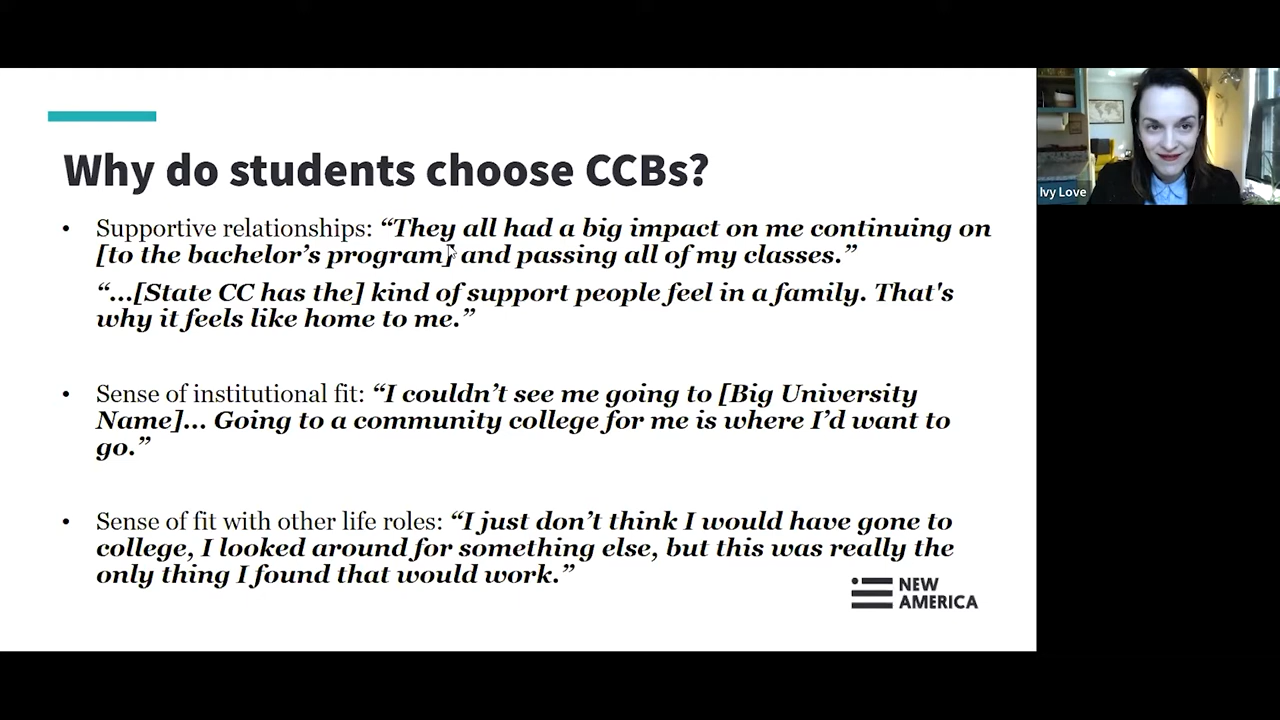 Why do students choose CCBs?
• Supportive relationships: “They all had a big impact on me continuing on
[to the bachelor’s program] and passing all of my classes.”
“…[State CC has the] kind of support people feel in a family. That's
why it feels like home to me.”
• Sense of institutional fit: “I couldn’t see me going to [Big University
Name]… Going to a community college for me is where I’d want to
go.”
• Sense of fit with other life roles: “I just don’t think I would have gone to
college, I looked around for something else, but this was really the
only thing I found that would work.”
NEW
AMERICA
Ivy Love